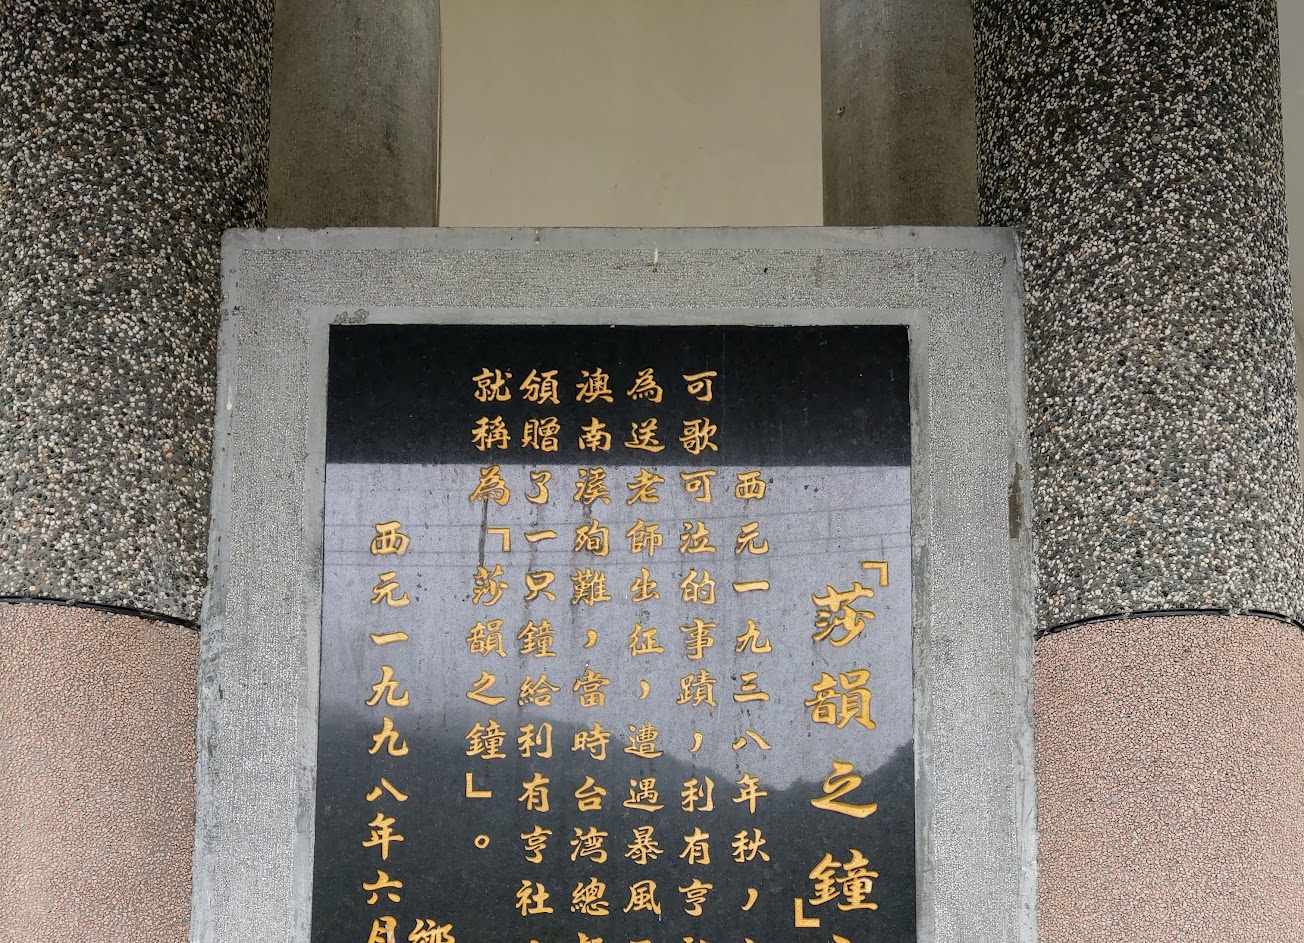 「莎韻之鐘」
西元一九三八年秋，
可歌可泣的事蹟，利有亨
為送老師出征，遭遇暴風
澳南溪殉難，當時台湾總
頒贈了一只鐘給利有亨社
就稱為「莎韻之鐘」。
西元一九九八年六月
鄉